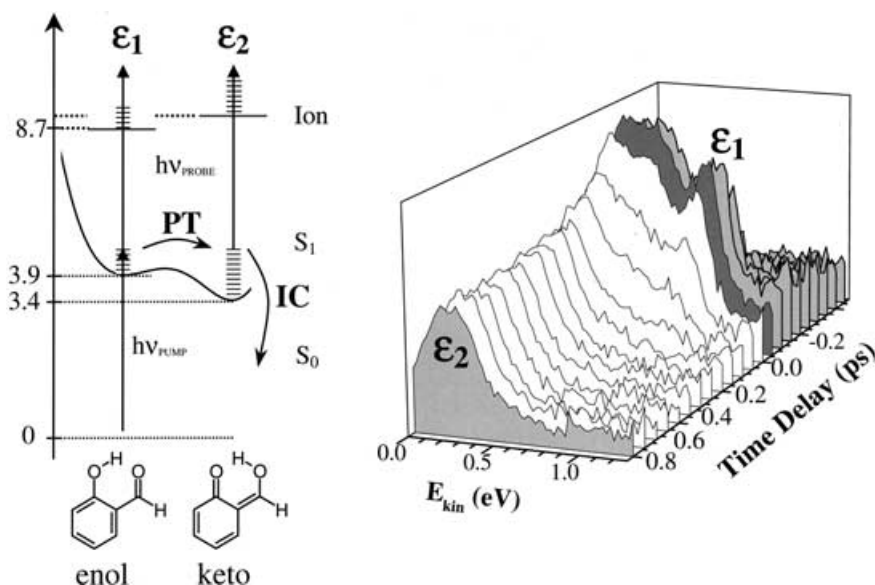 ε1 ε2
Ion
8.7
hνPROBE
PT
S1
3.9
IC
3.4
hνPUMP
S0
0
H
O O
H
H
O O
H
enol keto
ε1
ε2
-0.2
0.0
0.2
0.4
0.6
0.8
Time Delay (ps)
0.0 0.5 1.0
Ekin (eV)